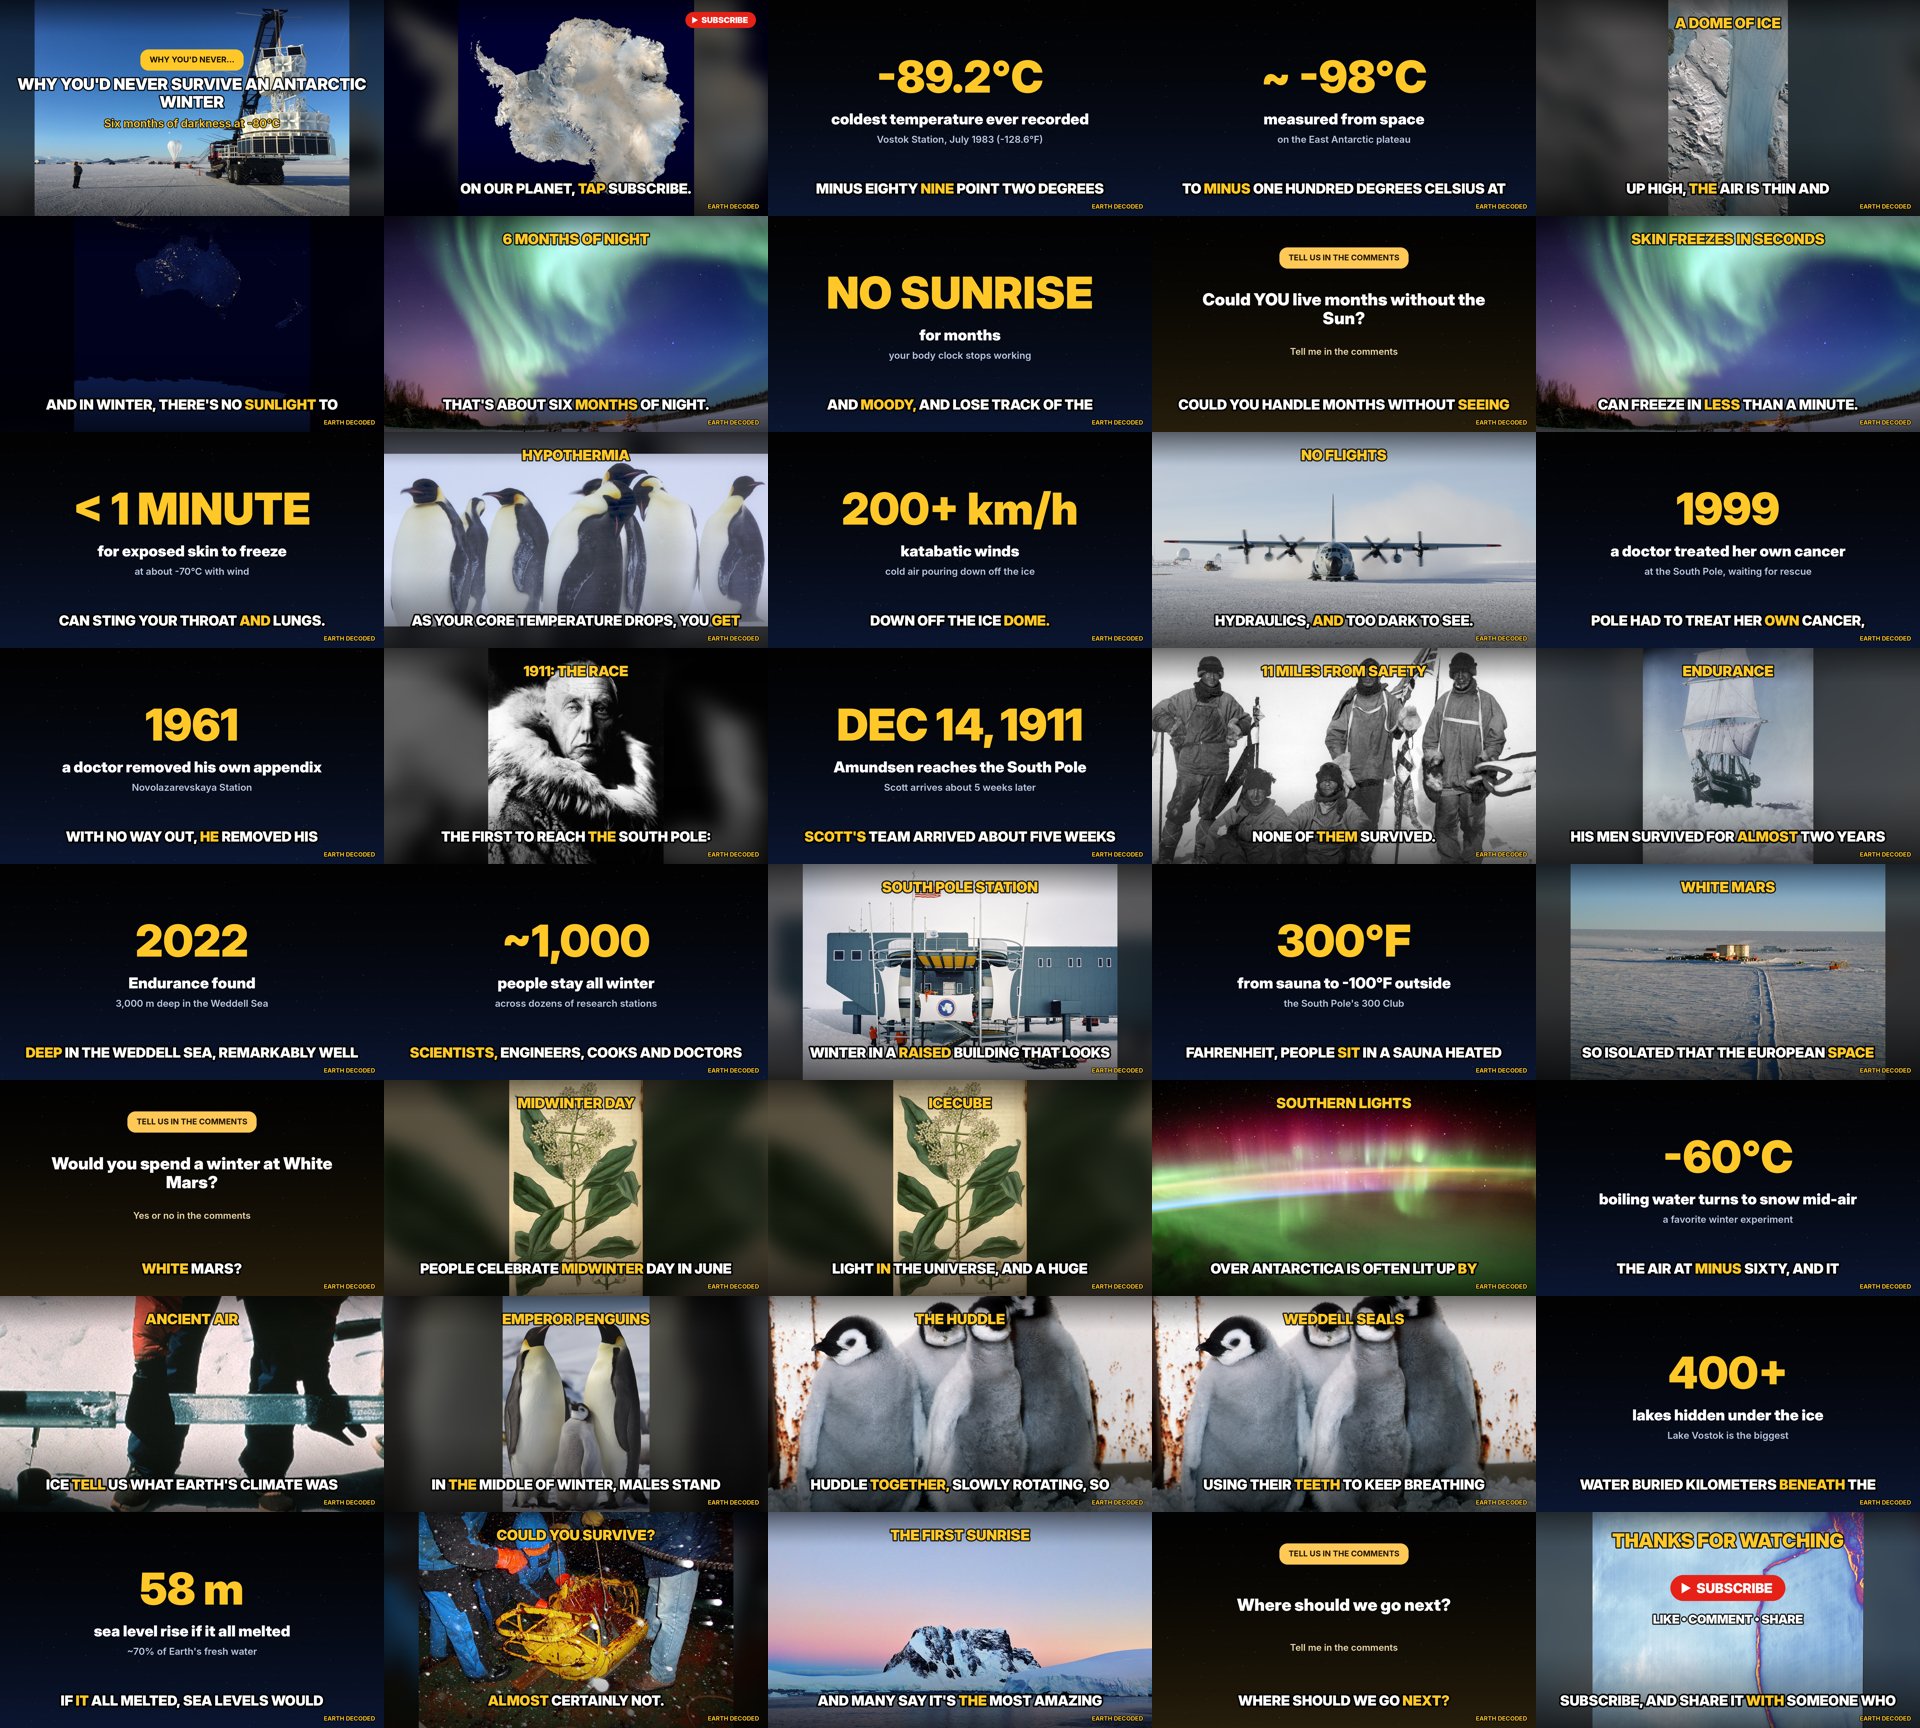 WHY YOU'D NEVER...
WHY YOU'D NEVER SURVIVE AN ANTARCTIC
WINTER
Six months of darkness at -80°C
SUBSCRIBE
ON OUR PLANET, TAP SUBSCRIBE.
EARTH DECODED
-89.2°C
coldest temperature ever recorded
Vostok Station, July 1983 (-128.6°F)
MINUS EIGHTY NINE POINT TWO DEGREES
EARTH DECODED
~ -98°C
measured from space
on the East Antarctic plateau
TO MINUS ONE HUNDRED DEGREES CELSIUS AT
EARTH DECODED
A DOME OF ICE
UP HIGH, THE AIR IS THIN AND
EARTH DECODED
AND IN WINTER, THERE'S NO SUNLIGHT TO
EARTH DECODED
6 MONTHS OF NIGHT
THAT'S ABOUT SIX MONTHS OF NIGHT.
EARTH DECODED
NO SUNRISE
for months
your body clock stops working
AND MOODY, AND LOSE TRACK OF THE
EARTH DECODED
TELL US IN THE COMMENTS
Could YOU live months without the
Sun?
Tell me in the comments
COULD YOU HANDLE MONTHS WITHOUT SEEING
EARTH DECODED
SKIN FREEZES IN SECONDS
CAN FREEZE IN LESS THAN A MINUTE.
EARTH DECODED
< 1 MINUTE
for exposed skin to freeze
at about -70°C with wind
CAN STING YOUR THROAT AND LUNGS.
EARTH DECODED
HYPOTHERMIA
AS YOUR CORE TEMPERATURE DROPS, YOU GET
EARTH DECODED
200+ km/h
katabatic winds
cold air pouring down off the ice
DOWN OFF THE ICE DOME.
EARTH DECODED
NO FLIGHTS
HYDRAULICS, AND TOO DARK TO SEE.
EARTH DECODED
1999
a doctor treated her own cancer
at the South Pole, waiting for rescue
POLE HAD TO TREAT HER OWN CANCER,
EARTH DECODED
1961
a doctor removed his own appendix
Novolazarevskaya Station
WITH NO WAY OUT, HE REMOVED HIS
EARTH DECODED
1911: THE RACE
THE FIRST TO REACH THE SOUTH POLE:
EARTH DECODED
DEC 14, 1911
Amundsen reaches the South Pole
Scott arrives about 5 weeks later
SCOTT'S TEAM ARRIVED ABOUT FIVE WEEKS
EARTH DECODED
11 MILES FROM SAFETY
NONE OF THEM SURVIVED.
EARTH DECODED
ENDURANCE
HIS MEN SURVIVED FOR ALMOST TWO YEARS
EARTH DECODED
2022
Endurance found
3,000 m deep in the Weddell Sea
DEEP IN THE WEDDELL SEA, REMARKABLY WELL
EARTH DECODED
~1,000
people stay all winter
across dozens of research stations
SCIENTISTS, ENGINEERS, COOKS AND DOCTORS
EARTH DECODED
SOUTH POLE STATION
WINTER IN A RAISED BUILDING THAT LOOKS
EARTH DECODED
300°F
from sauna to -100°F outside
the South Pole's 300 Club
FAHRENHEIT, PEOPLE SIT IN A SAUNA HEATED
EARTH DECODED
WHITE MARS
SO ISOLATED THAT THE EUROPEAN SPACE
EARTH DECODED
TELL US IN THE COMMENTS
Would you spend a winter at White
Mars?
Yes or no in the comments
WHITE MARS?
EARTH DECODED
MIDWINTER DAY
PEOPLE CELEBRATE MIDWINTER DAY IN JUNE
EARTH DECODED
ICECUBE
LIGHT IN THE UNIVERSE, AND A HUGE
EARTH DECODED
SOUTHERN LIGHTS
OVER ANTARCTICA IS OFTEN LIT UP BY
EARTH DECODED
-60°C
boiling water turns to snow mid-air
a favorite winter experiment
THE AIR AT MINUS SIXTY, AND IT
EARTH DECODED
ANCIENT AIR
ICE TELL US WHAT EARTH'S CLIMATE WAS
EARTH DECODED
EMPEROR PENGUINS
IN THE MIDDLE OF WINTER, MALES STAND
EARTH DECODED
THE HUDDLE
HUDDLE TOGETHER, SLOWLY ROTATING, SO
EARTH DECODED
WEDDELL SEALS
USING THEIR TEETH TO KEEP BREATHING
EARTH DECODED
400+
lakes hidden under the ice
Lake Vostok is the biggest
WATER BURIED KILOMETERS BENEATH THE
EARTH DECODED
58 m
sea level rise if it all melted
~70% of Earth's fresh water
IF IT ALL MELTED, SEA LEVELS WOULD
EARTH DECODED
COULD YOU SURVIVE?
ALMOST CERTAINLY NOT.
EARTH DECODED
THE FIRST SUNRISE
AND MANY SAY IT'S THE MOST AMAZING
EARTH DECODED
TELL US IN THE COMMENTS
Where should we go next?
Tell me in the comments
WHERE SHOULD WE GO NEXT?
EARTH DECODED
THANKS FOR WATCHING
SUBSCRIBE
LIKE • COMMENT • SHARE
SUBSCRIBE, AND SHARE IT WITH SOMEONE WHO
EARTH DECODED